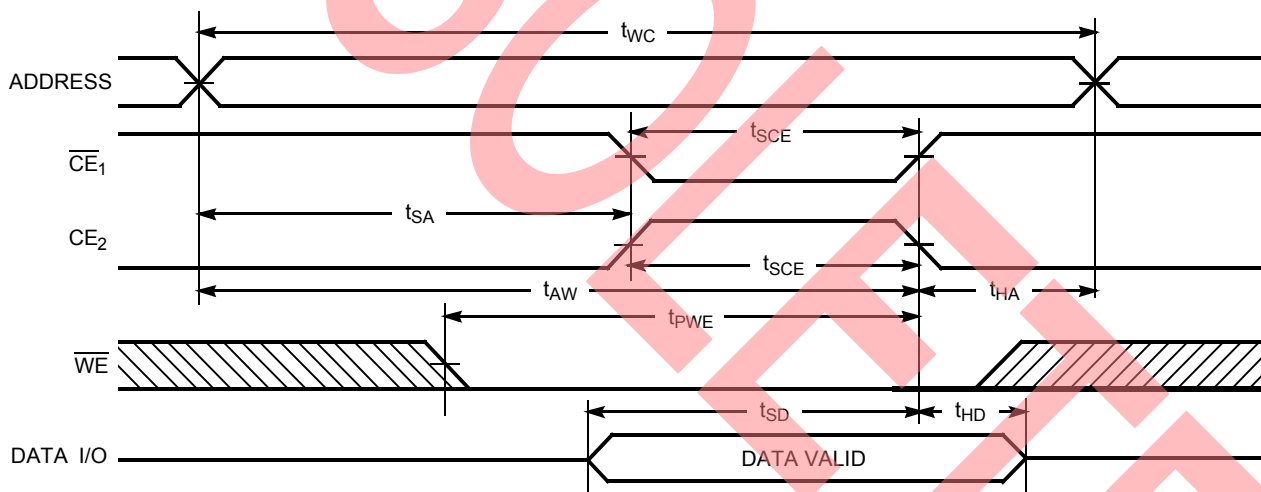 tWC
ADDRESS
tSCE
CE1
tSA
CE2
tSCE
tAW
tHA
tPWE
WE
tSD
tHD
DATA I/O
DATA VALID